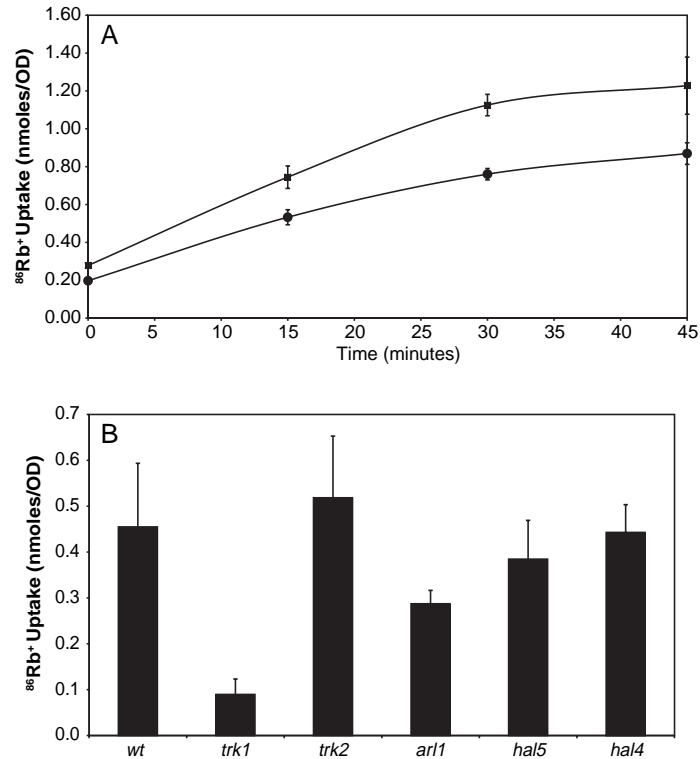 A
1.60
1.40
1.20
1.00
0.80
0.60
0.40
0.20
0.00
⁸⁶Rb⁺ Uptake (nmoles/OD)
0 5 10 15 20 25 30 35 40 45
Time (minutes)
B
0.7
0.6
0.5
0.4
0.3
0.2
0.1
0.0
⁸⁶Rb⁺ Uptake (nmoles/OD)
wt trk1 trk2 arl1 hal5 hal4